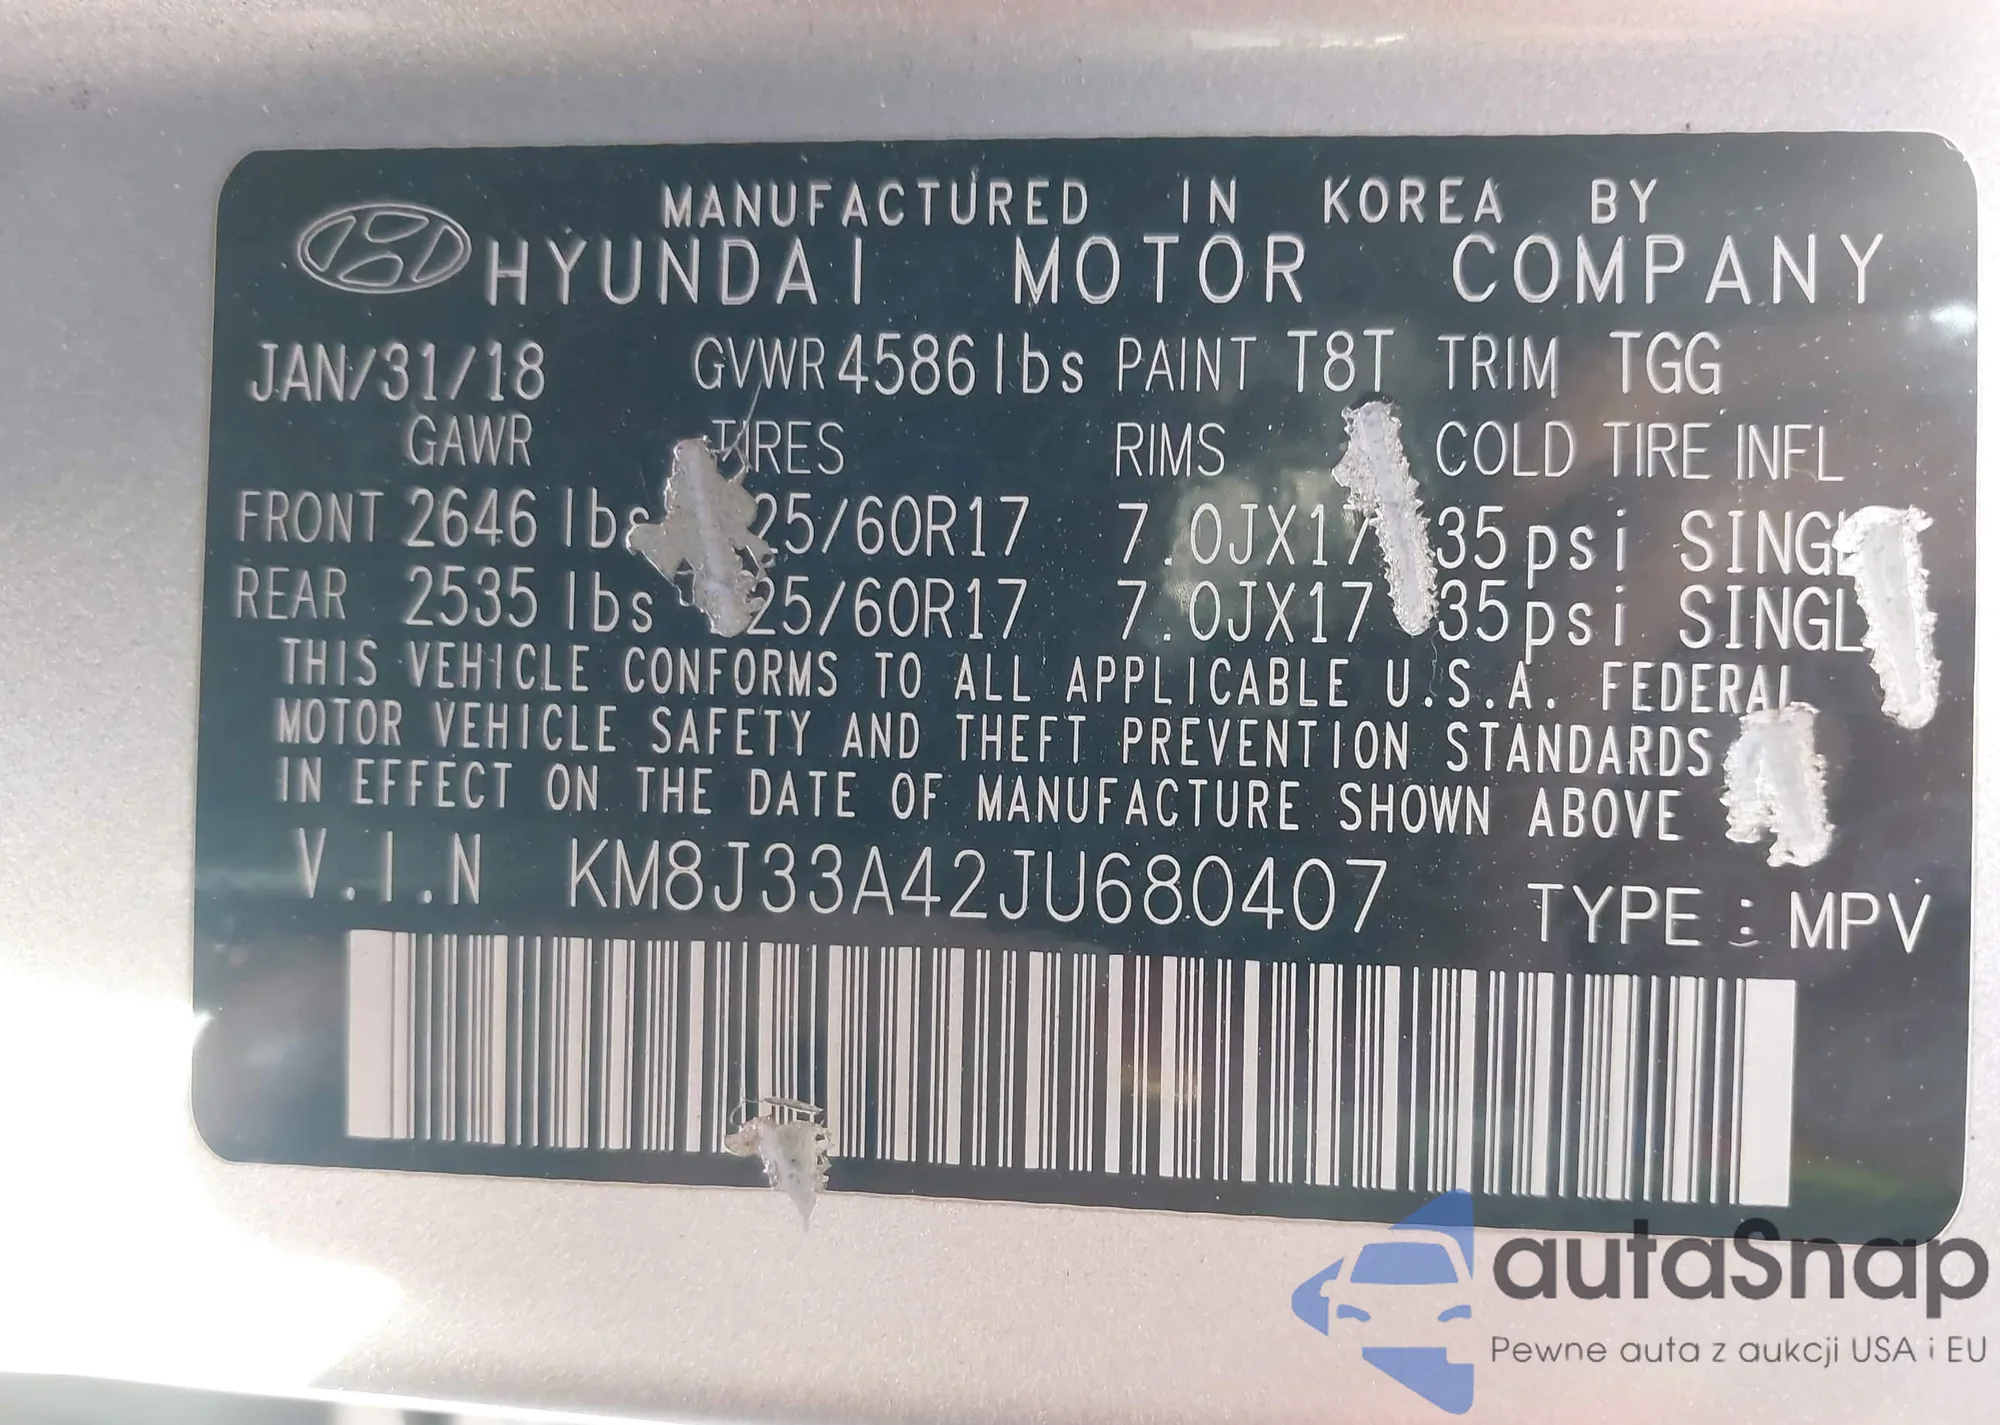 MANUFACTURED IN KOREA BY
HYUNDAI MOTOR COMPANY
JAN/31/18 GVWR 4586 lbs PAINT T8T TRIM TGG
GAWR TIRES RIMS COLD TIRE INFL
FRONT 2646 lbs 25/60R17 7.0JX17 35 psi SINGL
REAR 2535 lbs 25/60R17 7.0JX17 35 psi SINGL
THIS VEHICLE CONFORMS TO ALL APPLICABLE U.S.A. FEDERAL
MOTOR VEHICLE SAFETY AND THEFT PREVENTION STANDARDS
IN EFFECT ON THE DATE OF MANUFACTURE SHOWN ABOVE
V.I.N KM8J33A42JU680407 TYPE : MPV
autaSnap
Pewne auta z aukcji USA i EU